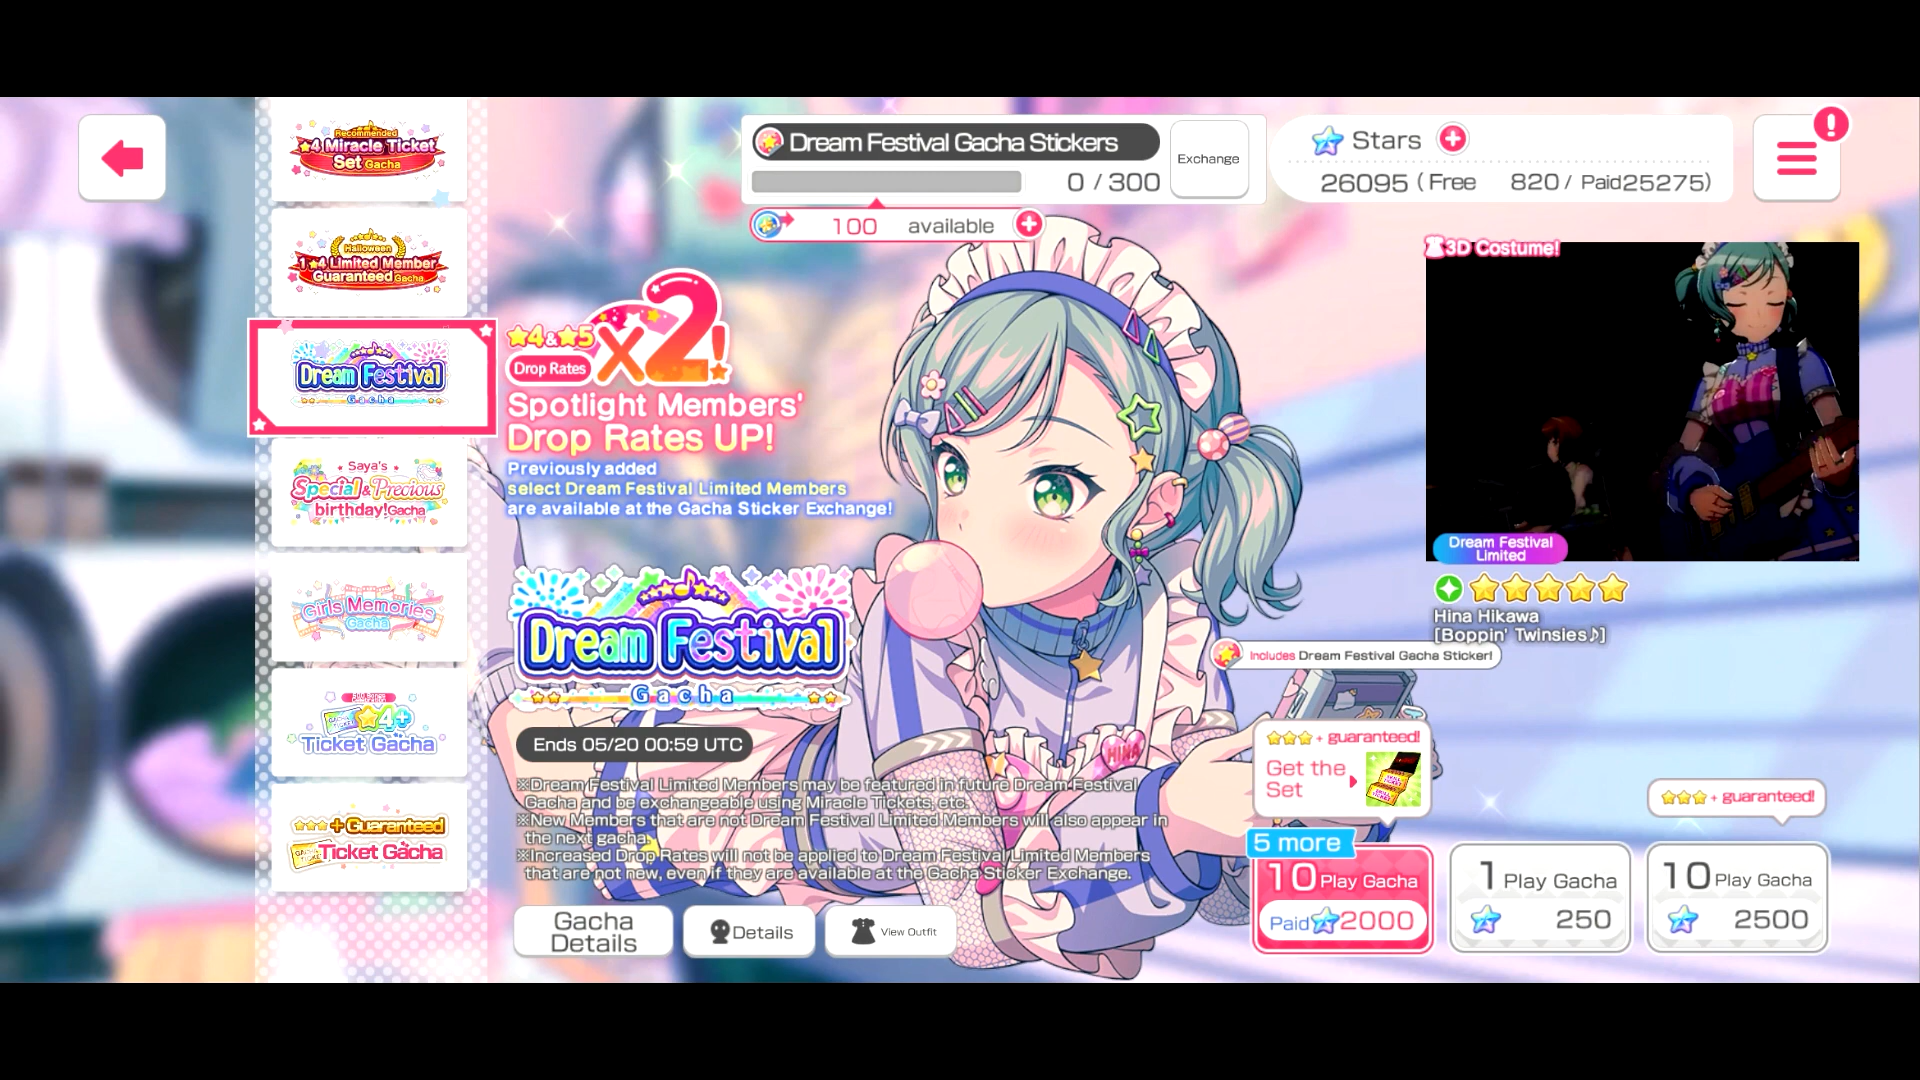 Recommended
★4 Miracle Ticket
Set Gacha
Halloween
1 ★4 Limited Member
Guaranteed Gacha
Dream Festival
Gacha
Saya's
Special & Precious
birthday! Gacha
Girls Memories
Gacha
★4+
Ticket Gacha
★★★+Guaranteed
Ticket Gacha
Dream Festival Gacha Stickers
0 / 300
Exchange
100 available
Stars
26095 ( Free 820 / Paid25275)
★4&★5
Drop Rates
x2!
Spotlight Members'
Drop Rates UP!
Previously added
select Dream Festival Limited Members
are available at the Gacha Sticker Exchange!
Dream Festival
Gacha
Ends 05/20 00:59 UTC
※Dream Festival Limited Members may be featured in future Dream Festival
Gacha and be exchangeable using Miracle Tickets, etc.
※New Members that are not Dream Festival Limited Members will also appear in
the next gacha.
※Increased Drop Rates will not be applied to Dream Festival Limited Members
that are not new, even if they are available at the Gacha Sticker Exchange.
Gacha
Details
Details
View Outfit
HINA
3D Costume!
Dream Festival
Limited
Hina Hikawa
[Boppin' Twinsies♪]
Includes Dream Festival Gacha Sticker!
★★★+ guaranteed!
Get the
Set
5 more
10 Play Gacha
Paid 2000
1 Play Gacha
250
★★★+ guaranteed!
10 Play Gacha
2500